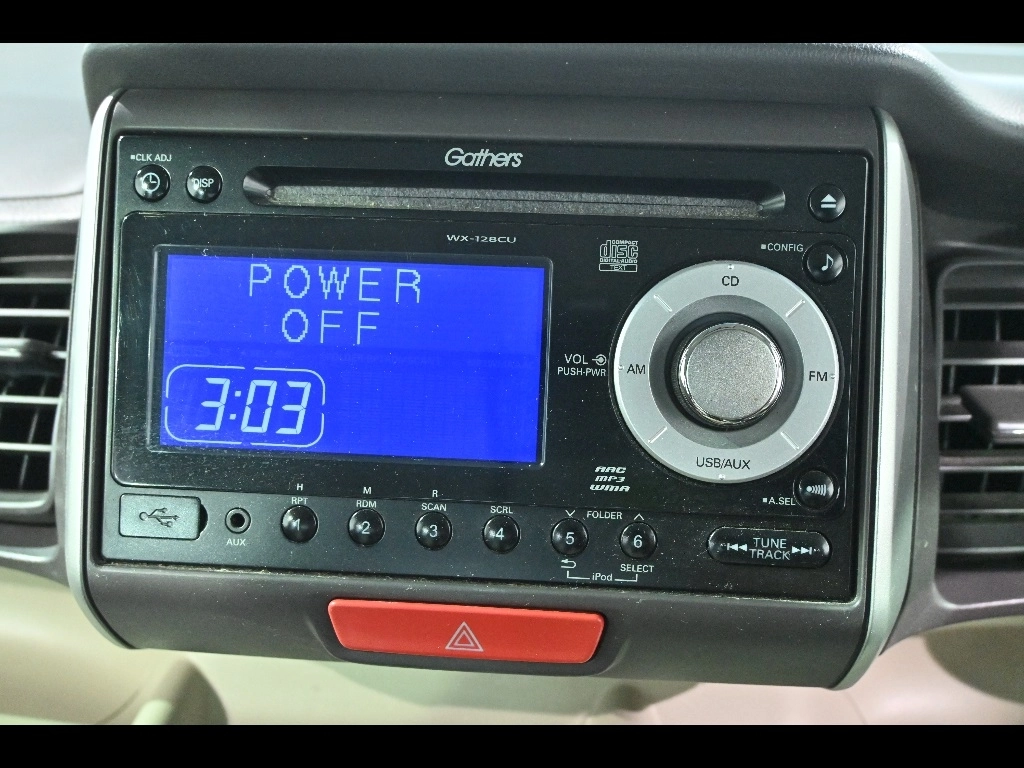 Gathers
CLK ADJ
DISP
WX-128CU
COMPACT
disc
DIGITAL AUDIO
TEXT
CONFIG
POWER
OFF
3:03
CD
VOL
PUSH-PWR
AM
FM
USB/AUX
AAC
MP3
WMA
A.SEL
H
M
R
RPT
RDM
SCAN
SCRL
FOLDER
AUX
1
2
3
4
5
6
TUNE
TRACK
iPod
SELECT